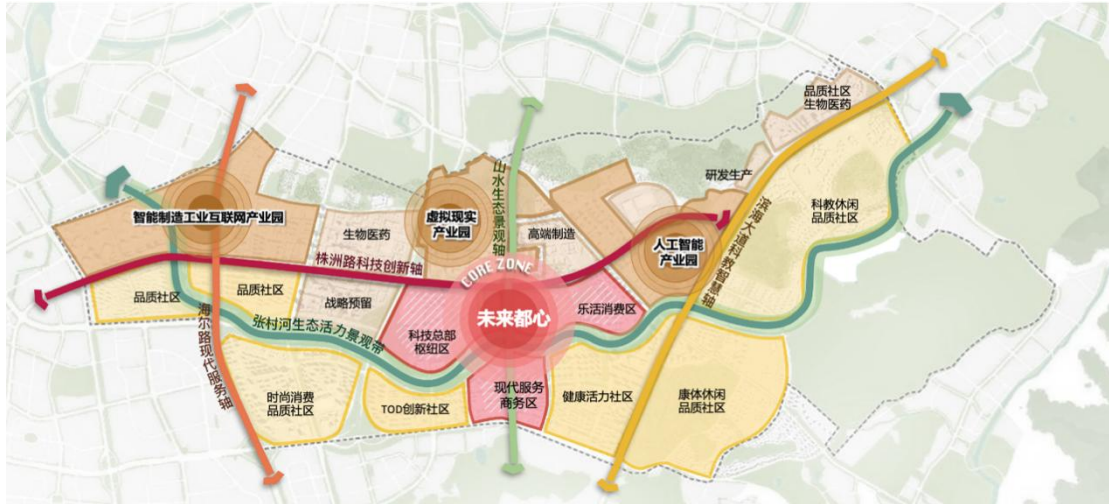 品质社区
生物医药
山水生态景观轴
研发生产
智能制造工业互联网产业园
虚拟现实
产业园
生物医药
高端制造
人工智能
产业园
科教休闲
品质社区
滨海大道科教智慧轴
株洲路科技创新轴
CORE ZONE
品质社区
品质社区
战略预留
未来都心
乐活消费区
海尔路现代服务轴
张村河生态活力景观带
科技总部
枢纽区
时尚消费
品质社区
TOD创新社区
现代服务
商务区
健康活力社区
康体休闲
品质社区